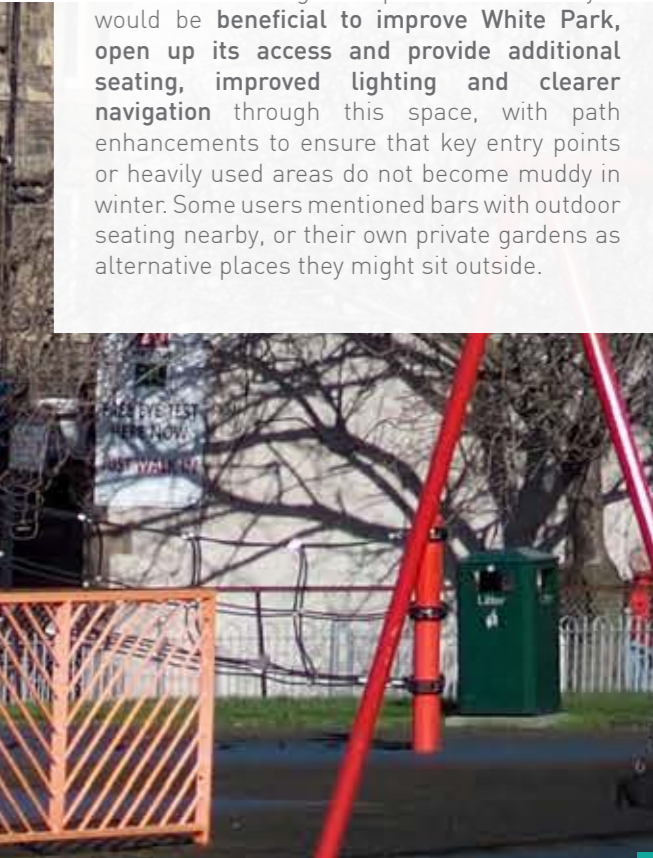 would be beneficial to improve White Park,
open up its access and provide additional
seating, improved lighting and clearer
navigation through this space, with path
enhancements to ensure that key entry points
or heavily used areas do not become muddy in
winter. Some users mentioned bars with outdoor
seating nearby, or their own private gardens as
alternative places they might sit outside.
FREE EYE TEST
HERE NOW
JUST WALK IN
Litter